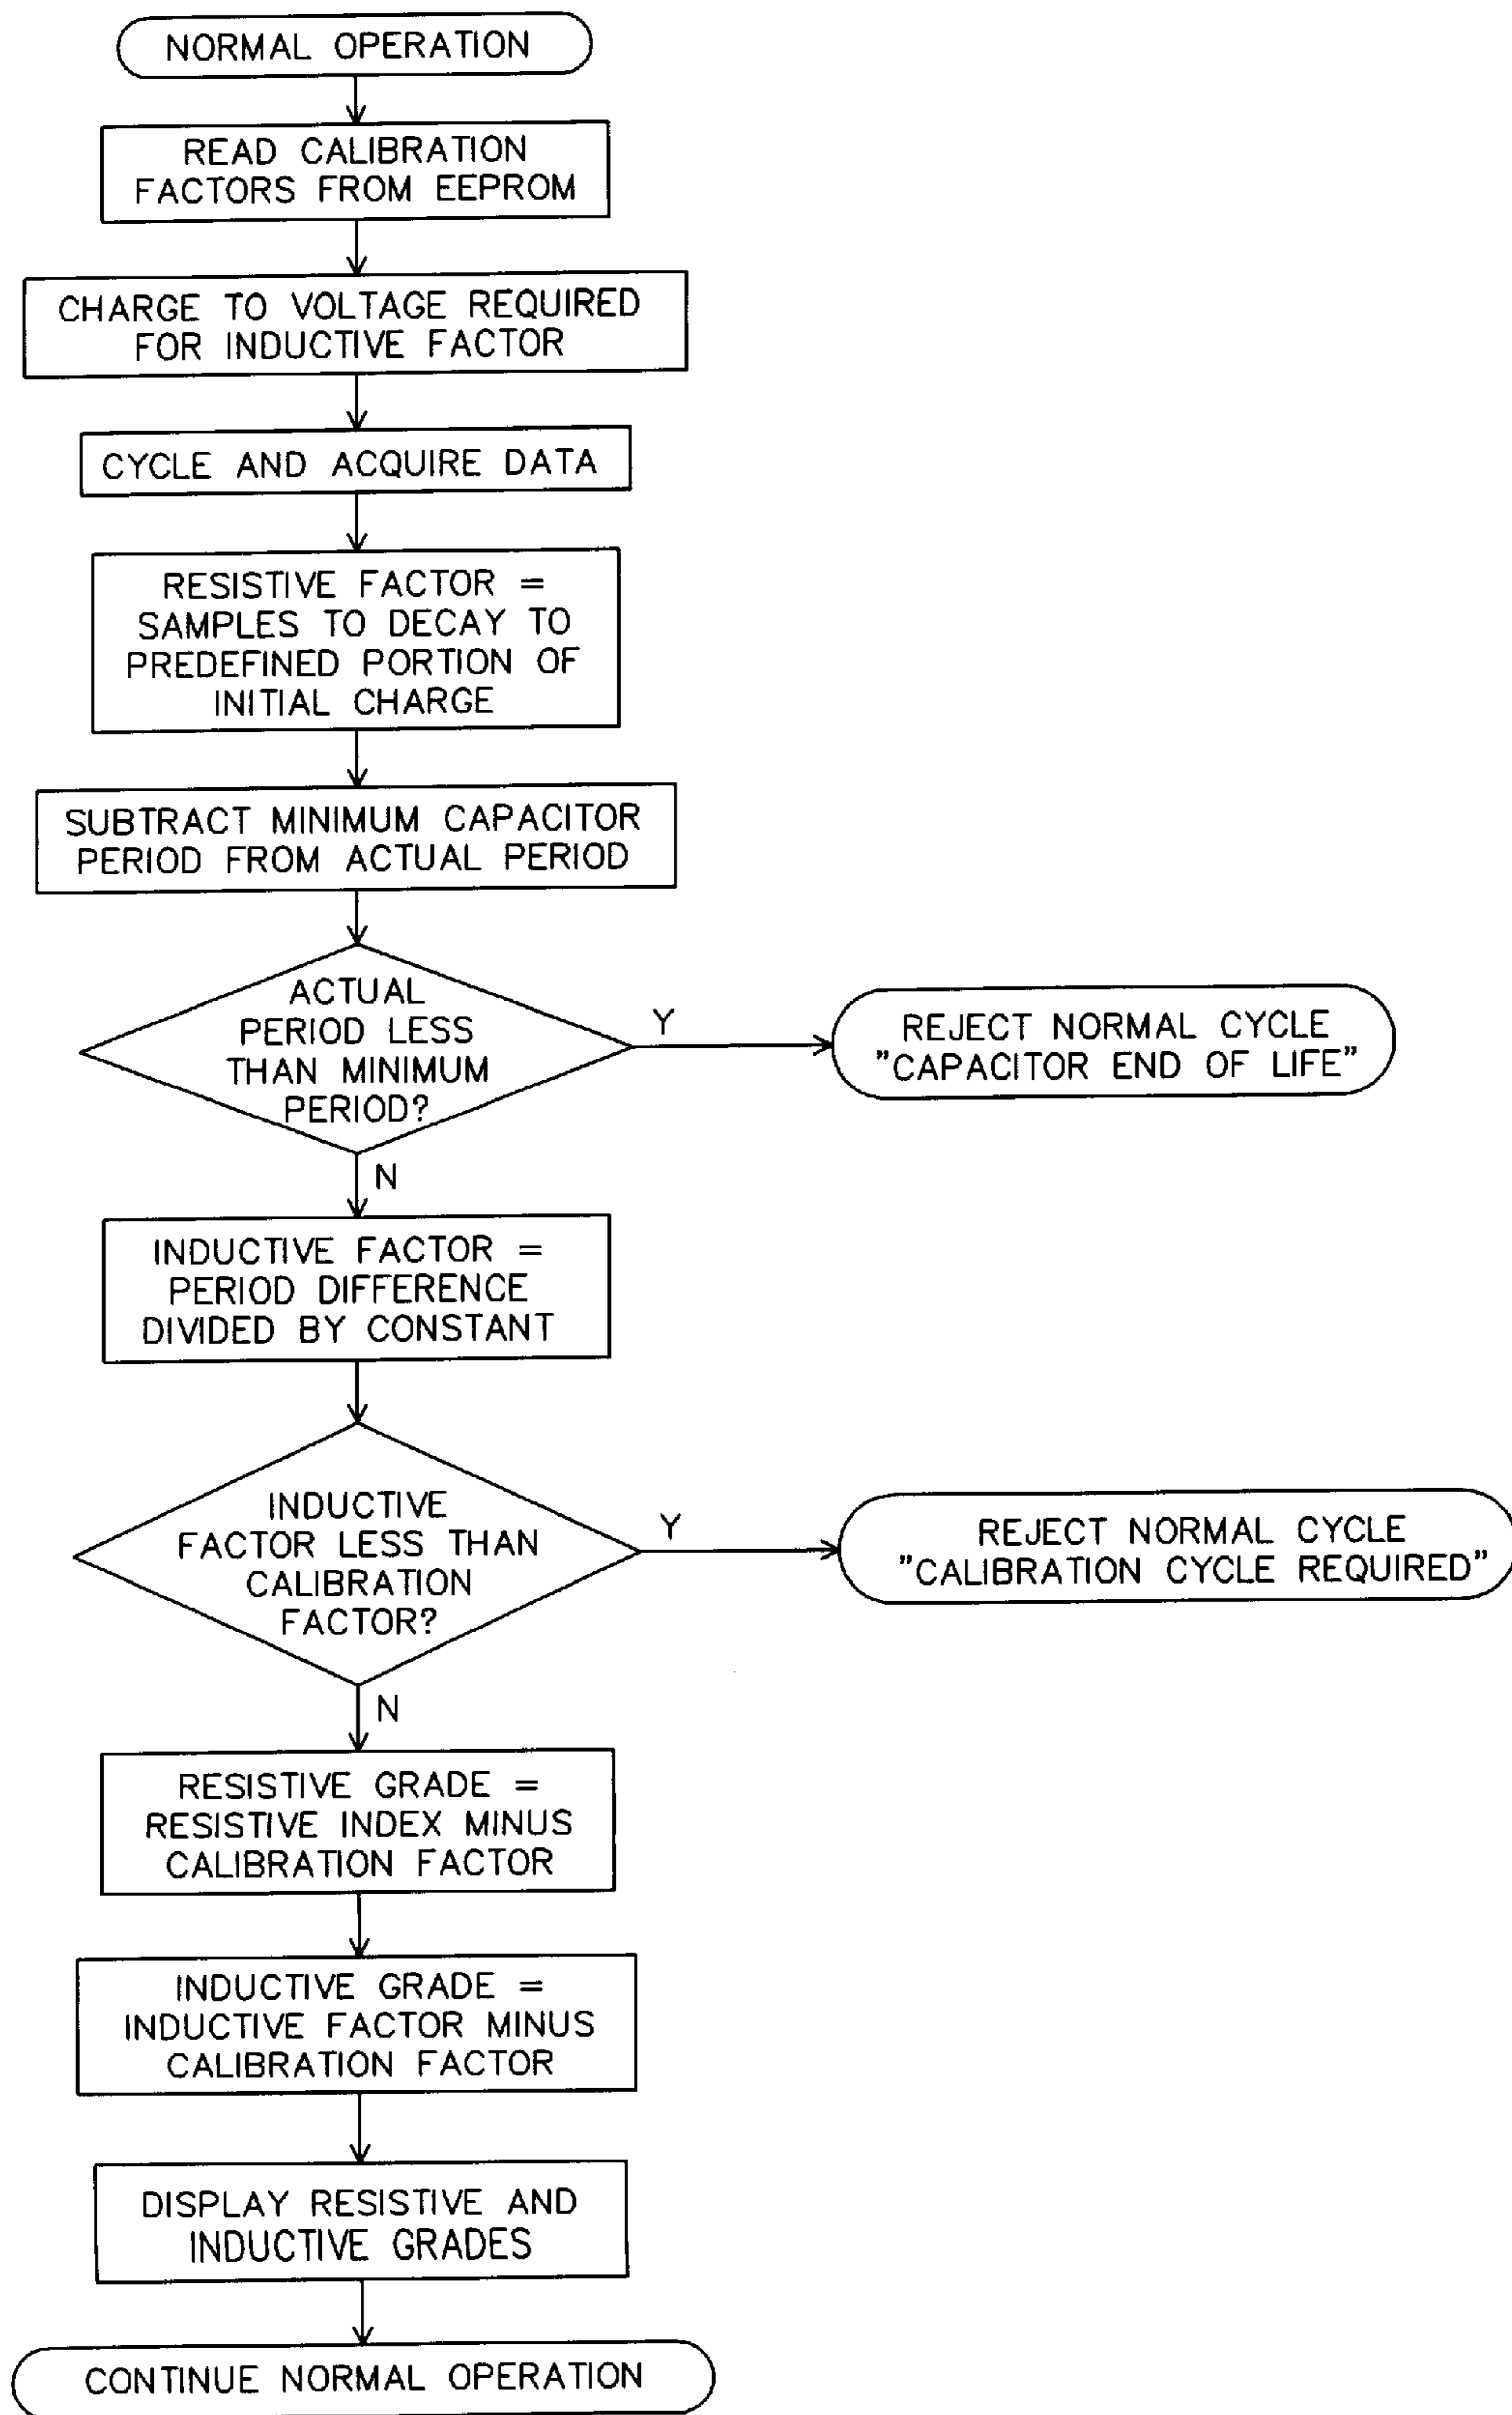 NORMAL OPERATION
READ CALIBRATION
FACTORS FROM EEPROM
CHARGE TO VOLTAGE REQUIRED
FOR INDUCTIVE FACTOR
CYCLE AND ACQUIRE DATA
RESISTIVE FACTOR =
SAMPLES TO DECAY TO
PREDEFINED PORTION OF
INITIAL CHARGE
SUBTRACT MINIMUM CAPACITOR
PERIOD FROM ACTUAL PERIOD
ACTUAL
PERIOD LESS
THAN MINIMUM
PERIOD?
Y
REJECT NORMAL CYCLE
"CAPACITOR END OF LIFE"
N
INDUCTIVE FACTOR =
PERIOD DIFFERENCE
DIVIDED BY CONSTANT
INDUCTIVE
FACTOR LESS THAN
CALIBRATION
FACTOR?
Y
REJECT NORMAL CYCLE
"CALIBRATION CYCLE REQUIRED"
N
RESISTIVE GRADE =
RESISTIVE INDEX MINUS
CALIBRATION FACTOR
INDUCTIVE GRADE =
INDUCTIVE FACTOR MINUS
CALIBRATION FACTOR
DISPLAY RESISTIVE AND
INDUCTIVE GRADES
CONTINUE NORMAL OPERATION